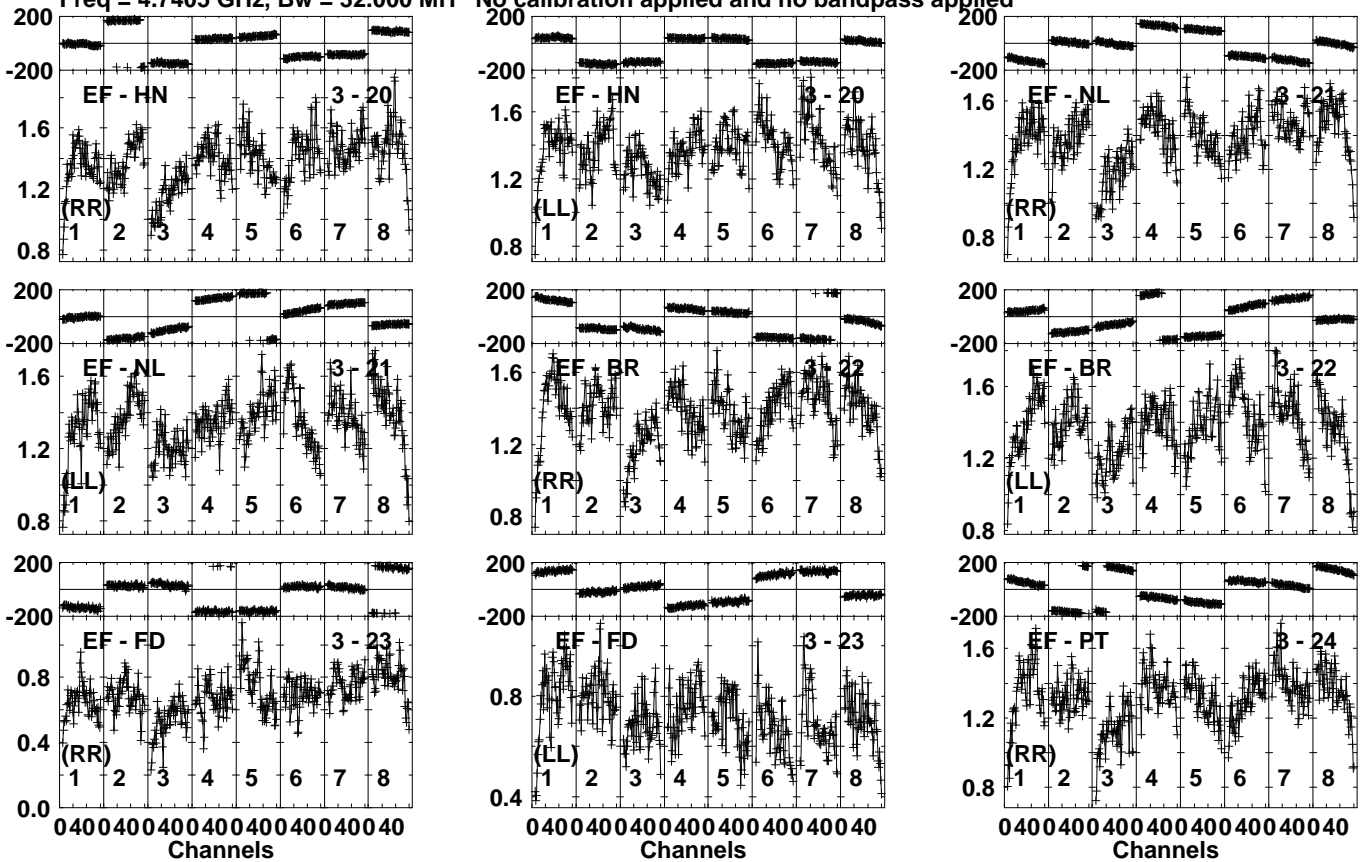 Freq = 4.7405 GHz, Bw = 32.000 MH No calibration applied and no bandpass applied
200 200 200
-200 -200 -200
EF - HN 3 - 20 EF - HN 3 - 20 EF - NL 3 - 21
1.6 1.6 1.6
1.2 1.2 1.2
(RR) (LL) (RR)
1 2 3 4 5 6 7 8 1 2 3 4 5 6 7 8 1 2 3 4 5 6 7 8
0.8 0.8 0.8
200 200 200
-200 -200 -200
EF - NL 3 - 21 EF - BR 3 - 22 EF - BR 3 - 22
1.6 1.6 1.6
1.2 1.2 1.2
(LL) (RR) (LL)
1 2 3 4 5 6 7 8 1 2 3 4 5 6 7 8 1 2 3 4 5 6 7 8
0.8 0.8 0.8
200 200 200
-200 -200 -200
EF - FD 3 - 23 EF - FD 3 - 23 EF - PT 3 - 24
0.8 0.8 1.6
0.4 1.2
(RR) (LL) (RR)
1 2 3 4 5 6 7 8 1 2 3 4 5 6 7 8 1 2 3 4 5 6 7 8
0.0 0.4 0.8
0 40 0 40 0 40 0 40 0 40 0 40 0 40 0 40 0 40 0 40 0 40 0 40 0 40 0 40 0 40 0 40 0 40 0 40 0 40 0 40 0 40 0 40 0 40 0 40
Channels Channels Channels